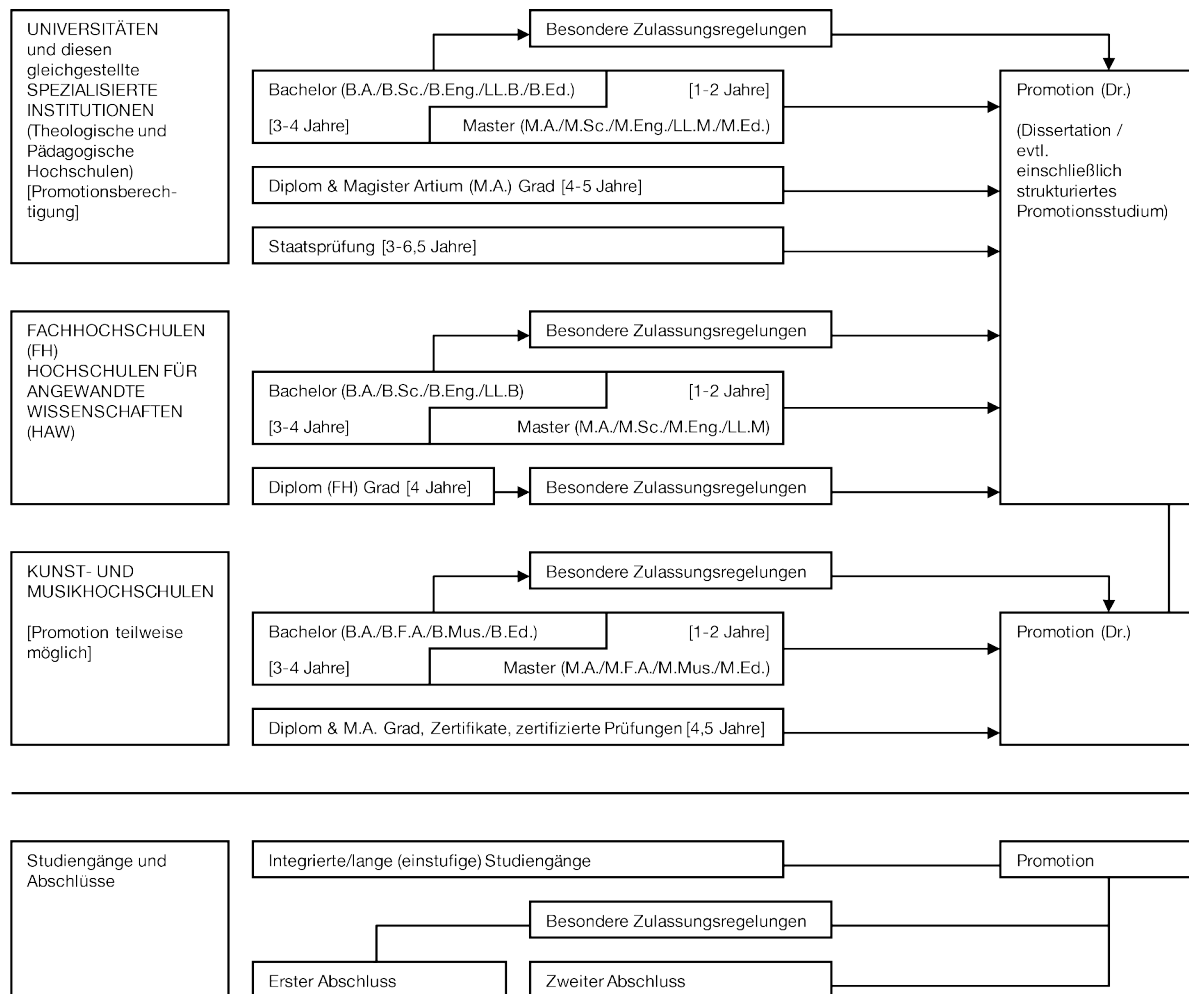 UNIVERSITÄTEN
und diesen
gleichgestellte
SPEZIALISIERTE
INSTITUTIONEN
(Theologische und
Pädagogische
Hochschulen)
[Promotionsberech-
tigung]
Besondere Zulassungsregelungen
Bachelor (B.A./B.Sc./B.Eng./LL.B./B.Ed.)
[1-2 Jahre]
[3-4 Jahre]
Master (M.A./M.Sc./M.Eng./LL.M./M.Ed.)
Diplom & Magister Artium (M.A.) Grad [4-5 Jahre]
Staatsprüfung [3-6,5 Jahre]
Promotion (Dr.)
(Dissertation /
evtl.
einschließlich
strukturiertes
Promotionsstudium)
FACHHOCHSCHULEN
(FH)
HOCHSCHULEN FÜR
ANGEWANDTE
WISSENSCHAFTEN
(HAW)
Besondere Zulassungsregelungen
Bachelor (B.A./B.Sc./B.Eng./LL.B)
[1-2 Jahre]
[3-4 Jahre]
Master (M.A./M.Sc./M.Eng./LL.M)
Diplom (FH) Grad [4 Jahre]
Besondere Zulassungsregelungen
KUNST- UND
MUSIKHOCHSCHULEN
[Promotion teilweise
möglich]
Besondere Zulassungsregelungen
Bachelor (B.A./B.F.A./B.Mus./B.Ed.)
[1-2 Jahre]
[3-4 Jahre]
Master (M.A./M.F.A./M.Mus./M.Ed.)
Diplom & M.A. Grad, Zertifikate, zertifizierte Prüfungen [4,5 Jahre]
Promotion (Dr.)
Studiengänge und
Abschlüsse
Integrierte/lange (einstufige) Studiengänge
Promotion
Besondere Zulassungsregelungen
Erster Abschluss
Zweiter Abschluss